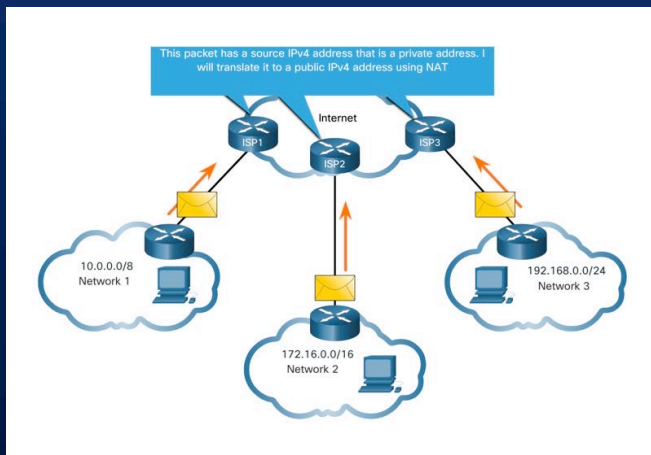 This packet has a source IPv4 address that is a private address. I
will translate it to a public IPv4 address using NAT
Internet
ISP1
ISP2
ISP3
10.0.0.0/8
Network 1
192.168.0.0/24
Network 3
172.16.0.0/16
Network 2